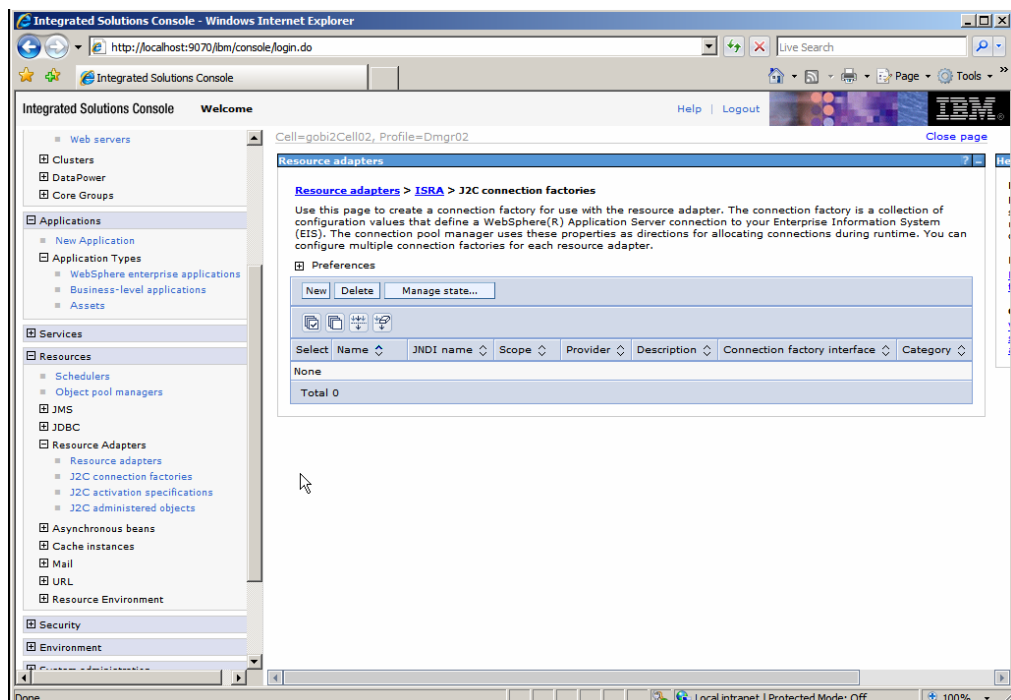 Integrated Solutions Console - Windows Internet Explorer
http://localhost:9070/ibm/console/login.do
Live Search
Integrated Solutions Console
Page
Tools
»
Integrated Solutions Console Welcome
Help | Logout
IBM®
Web servers
Clusters
DataPower
Core Groups
Applications
New Application
Application Types
WebSphere enterprise applications
Business-level applications
Assets
Services
Resources
Schedulers
Object pool managers
JMS
JDBC
Resource Adapters
Resource adapters
J2C connection factories
J2C activation specifications
J2C administered objects
Asynchronous beans
Cache instances
Mail
URL
Resource Environment
Security
Environment
System administration
Cell=gobi2Cell02, Profile=Dmgr02
Close page
Resource adapters
? -
He
Resource adapters > ISRA > J2C connection factories
Use this page to create a connection factory for use with the resource adapter. The connection factory is a collection of
configuration values that define a WebSphere(R) Application Server connection to your Enterprise Information System
(EIS). The connection pool manager uses these properties as directions for allocating connections during runtime. You can
configure multiple connection factories for each resource adapter.
Preferences
New Delete Manage state...
Select Name JNDI name Scope Provider Description Connection factory interface Category
None
Total 0
Done
Local intranet | Protected Mode: Off
100%